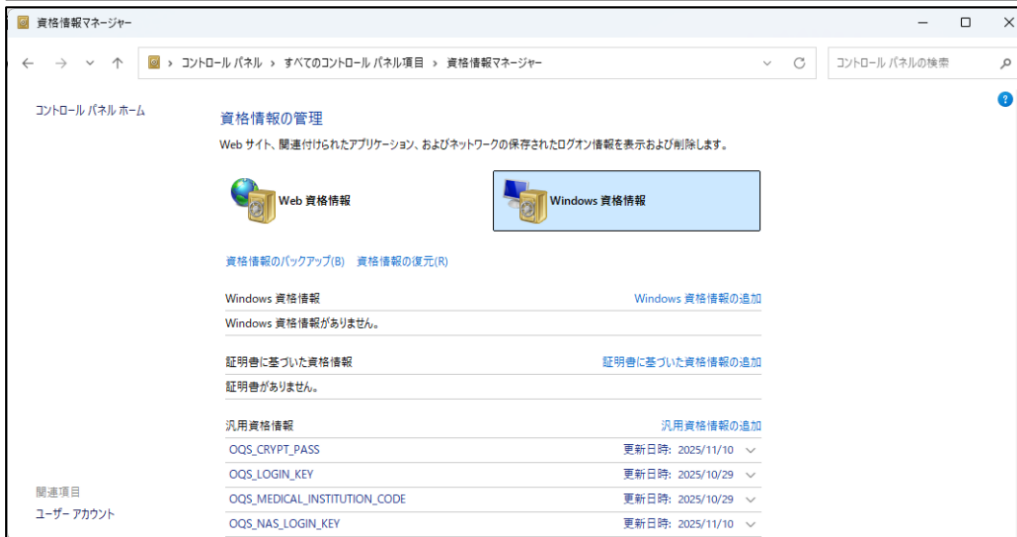 資格情報マネージャー
コントロール パネル › すべてのコントロール パネル項目 › 資格情報マネージャー
コントロール パネルの検索
コントロール パネル ホーム
?
資格情報の管理
Web サイト、関連付けられたアプリケーション、およびネットワークの保存されたログオン情報を表示および削除します。
Web 資格情報
Windows 資格情報
資格情報のバックアップ(B) 資格情報の復元(R)
Windows 資格情報 Windows 資格情報の追加
Windows 資格情報がありません。
証明書に基づいた資格情報 証明書に基づいた資格情報の追加
証明書がありません。
汎用資格情報 汎用資格情報の追加
OQS_CRYPT_PASS 更新日時: 2025/11/10
OQS_LOGIN_KEY 更新日時: 2025/10/29
OQS_MEDICAL_INSTITUTION_CODE 更新日時: 2025/10/29
OQS_NAS_LOGIN_KEY 更新日時: 2025/11/10
関連項目
ユーザー アカウント